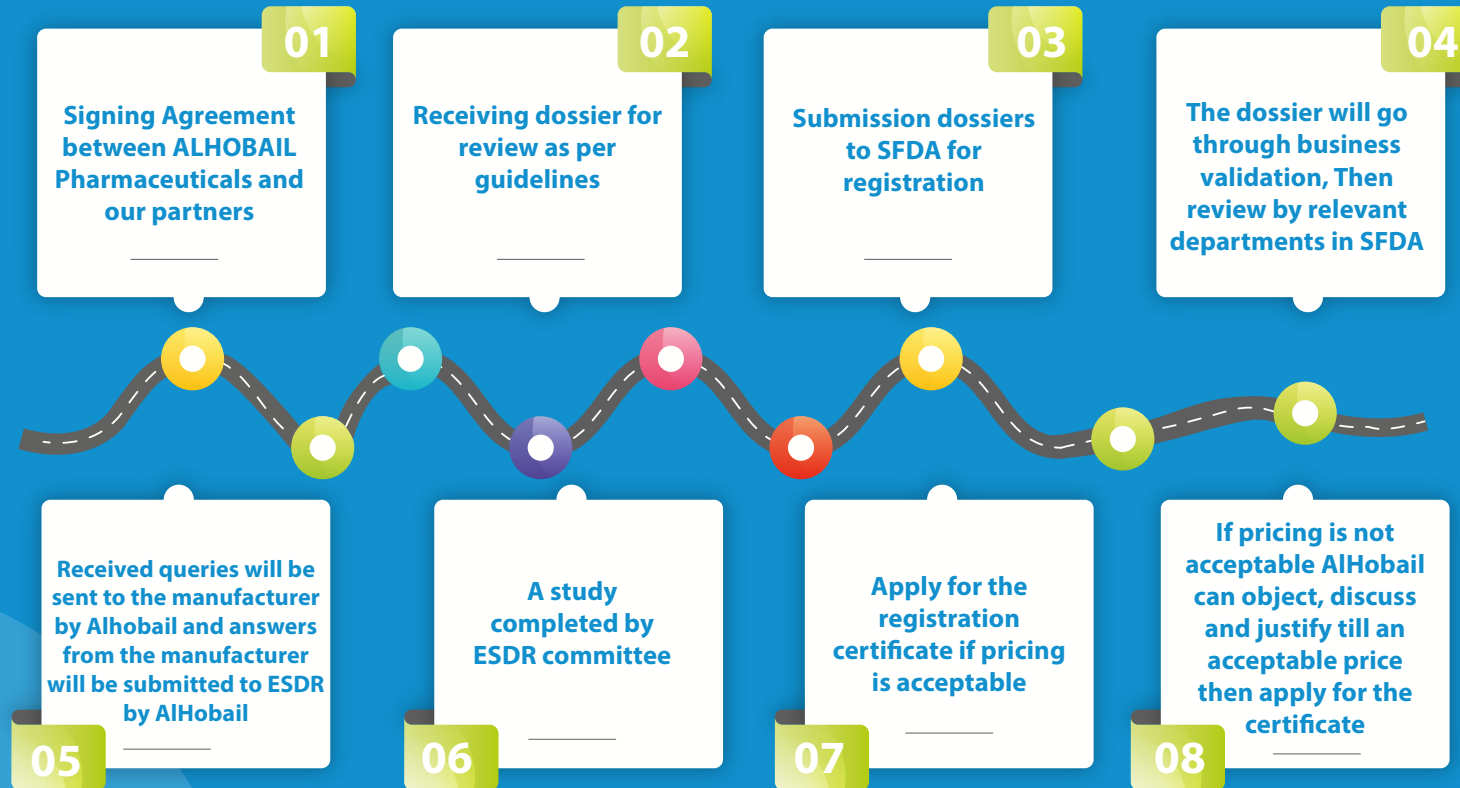 01
Signing Agreement
between ALHOBAIL
Pharmaceuticals and
our partners
02
Receiving dossier for
review as per
guidelines
03
Submission dossiers
to SFDA for
registration
04
The dossier will go
through business
validation, Then
review by relevant
departments in SFDA
Received queries will be
sent to the manufacturer
by Alhobail and answers
from the manufacturer
will be submitted to ESDR
by AlHobail
05
A study
completed by
ESDR committee
06
Apply for the
registration
certificate if pricing
is acceptable
07
If pricing is not
acceptable AlHobail
can object, discuss
and justify till an
acceptable price
then apply for the
certificate
08